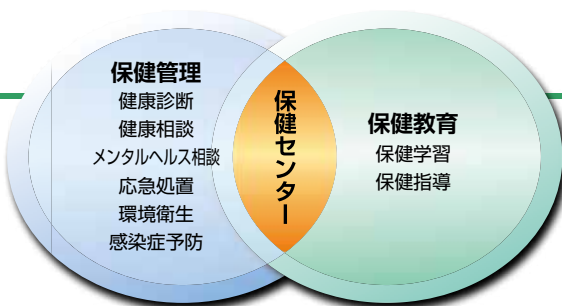 保健管理
健康診断
健康相談
メンタルヘルス相談
応急処置
環境衛生
感染症予防
保健センター
保健教育
保健学習
保健指導